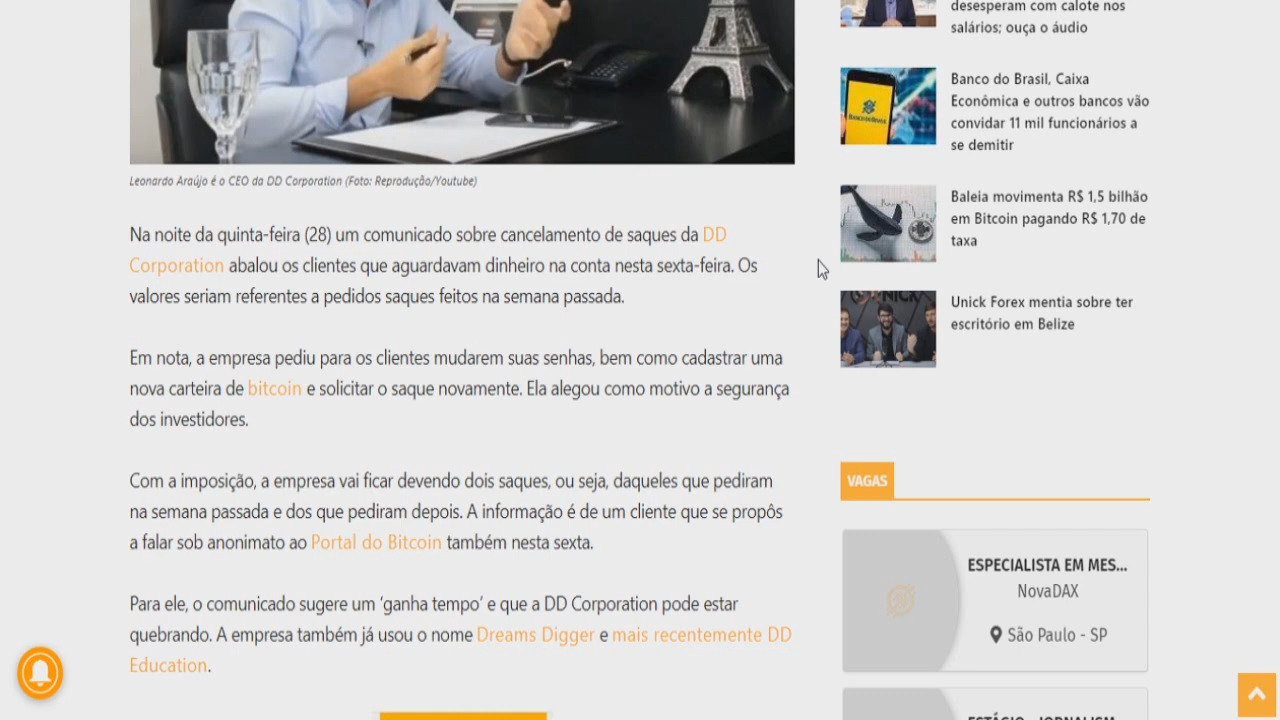 Leonardo Araújo é o CEO da DD Corporation (Foto: Reprodução/Youtube)
Na noite da quinta-feira (28) um comunicado sobre cancelamento de saques da DD
Corporation abalou os clientes que aguardavam dinheiro na conta nesta sexta-feira. Os
valores seriam referentes a pedidos saques feitos na semana passada.
Em nota, a empresa pediu para os clientes mudarem suas senhas, bem como cadastrar uma
nova carteira de bitcoin e solicitar o saque novamente. Ela alegou como motivo a segurança
dos investidores.
Com a imposição, a empresa vai ficar devendo dois saques, ou seja, daqueles que pediram
na semana passada e dos que pediram depois. A informação é de um cliente que se propôs
a falar sob anonimato ao Portal do Bitcoin também nesta sexta.
Para ele, o comunicado sugere um ‘ganha tempo’ e que a DD Corporation pode estar
quebrando. A empresa também já usou o nome Dreams Digger e mais recentemente DD
Education.
desesperam com calote nos
salários; ouça o áudio
Banco do Brasil, Caixa
Econômica e outros bancos vão
convidar 11 mil funcionários a
se demitir
Baleia movimenta R$ 1,5 bilhão
em Bitcoin pagando R$ 1,70 de
taxa
Unick Forex mentia sobre ter
escritório em Belize
VAGAS
ESPECIALISTA EM MES...
NovaDAX
São Paulo - SP